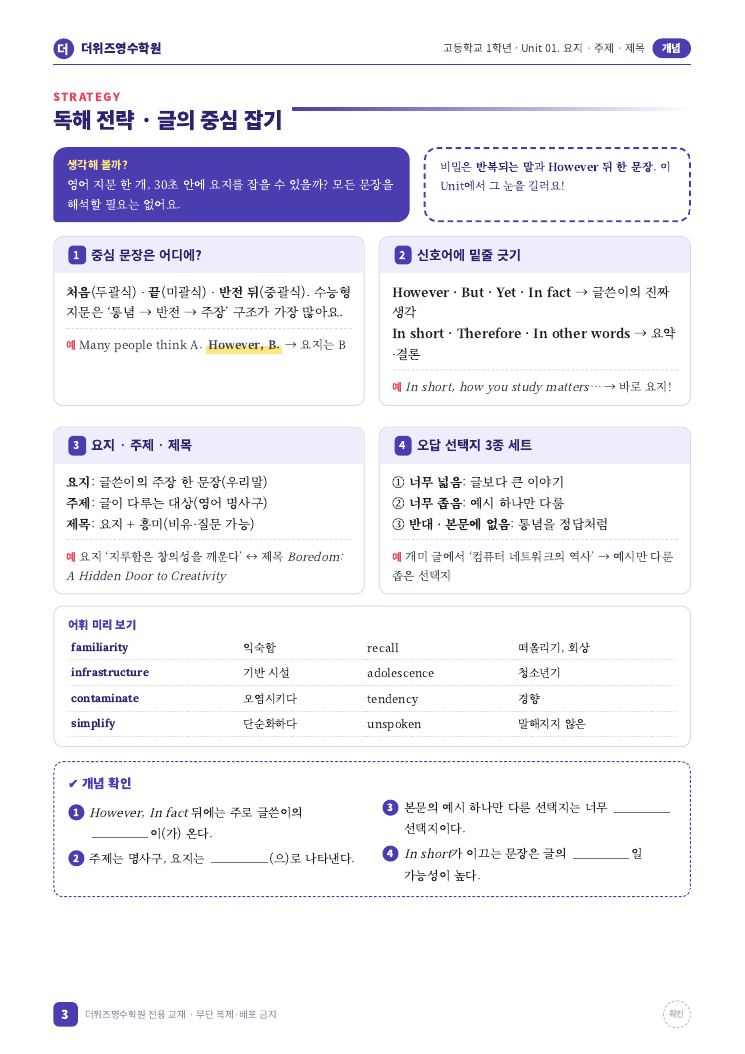 더 더위즈영수학원
고등학교 1학년 · Unit 01. 요지 · 주제 · 제목 개념
STRATEGY
독해 전략 · 글의 중심 잡기
생각해 볼까?
영어 지문 한 개, 30초 안에 요지를 잡을 수 있을까? 모든 문장을
해석할 필요는 없어요.
비밀은 반복되는 말과 However 뒤 한 문장. 이
Unit에서 그 눈을 길러요!
1 중심 문장은 어디에?
처음(두괄식) · 끝(미괄식) · 반전 뒤(중괄식). 수능형
지문은 ‘통념 → 반전 → 주장’ 구조가 가장 많아요.
예 Many people think A. However, B. → 요지는 B
2 신호어에 밑줄 긋기
However · But · Yet · In fact → 글쓴이의 진짜
생각
In short · Therefore · In other words → 요약
·결론
예 In short, how you study matters… → 바로 요지!
3 요지 · 주제 · 제목
요지: 글쓴이의 주장 한 문장(우리말)
주제: 글이 다루는 대상(영어 명사구)
제목: 요지 + 흥미(비유·질문 가능)
예 요지 ‘지루함은 창의성을 깨운다’ ↔ 제목 Boredom:
A Hidden Door to Creativity
4 오답 선택지 3종 세트
① 너무 넓음: 글보다 큰 이야기
② 너무 좁음: 예시 하나만 다룸
③ 반대 · 본문에 없음: 통념을 정답처럼
예 개미 글에서 ‘컴퓨터 네트워크의 역사’ → 예시만 다룬
좁은 선택지
어휘 미리 보기
familiarity 익숙함 recall 떠올리기, 회상
infrastructure 기반 시설 adolescence 청소년기
contaminate 오염시키다 tendency 경향
simplify 단순화하다 unspoken 말해지지 않은
✔ 개념 확인
1 However, In fact 뒤에는 주로 글쓴이의
________이(가) 온다.
2 주제는 명사구, 요지는 ________(으)로 나타낸다.
3 본문의 예시 하나만 다룬 선택지는 너무 ________
선택지이다.
4 In short가 이끄는 문장은 글의 ________일
가능성이 높다.
3 더위즈영수학원 전용 교재 · 무단 복제·배포 금지
확인